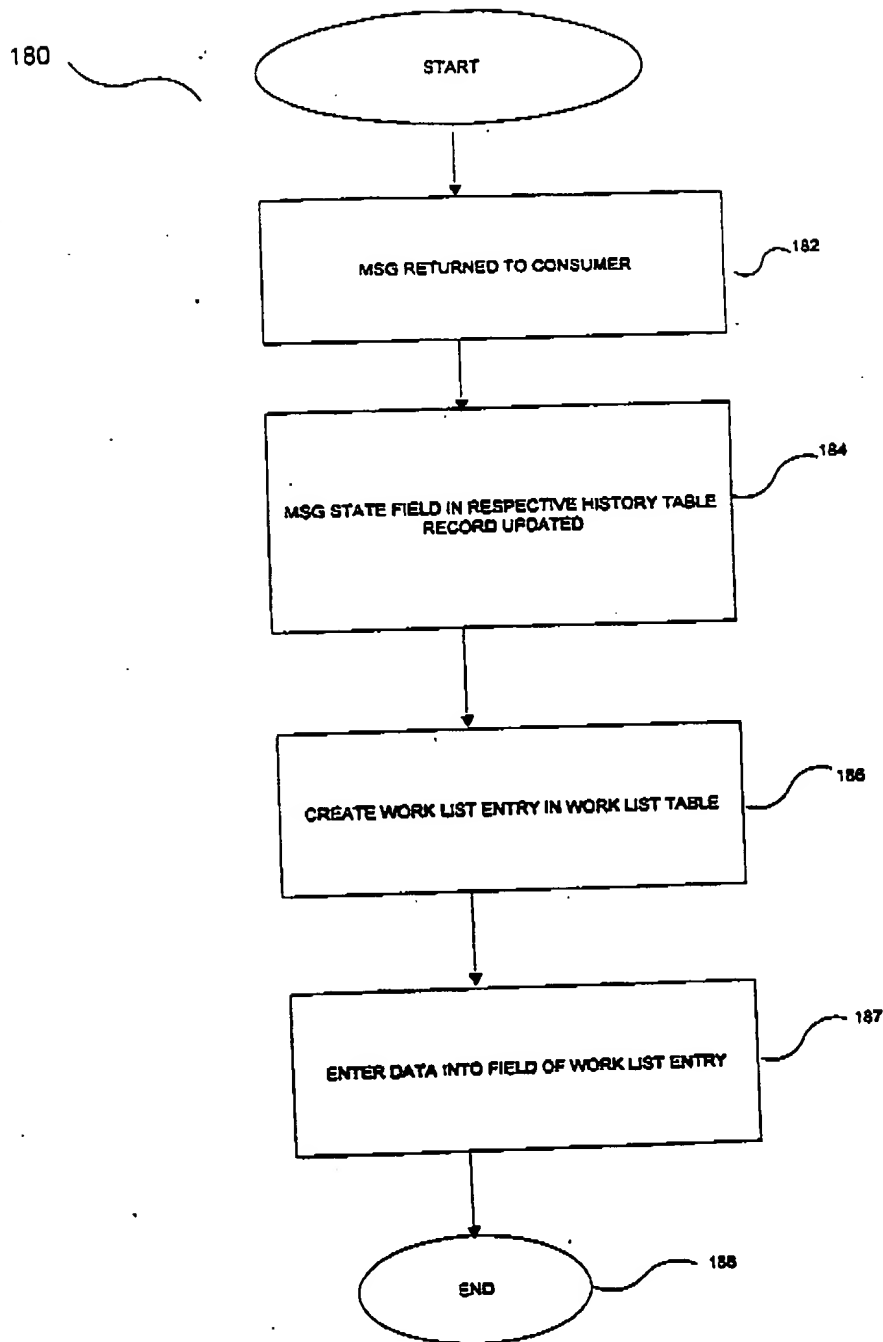 180
START
MSG RETURNED TO CONSUMER
182
MSG STATE FIELD IN RESPECTIVE HISTORY TABLE
RECORD UPDATED
184
CREATE WORK LIST ENTRY IN WORK LIST TABLE
186
ENTER DATA INTO FIELD OF WORK LIST ENTRY
187
END
188